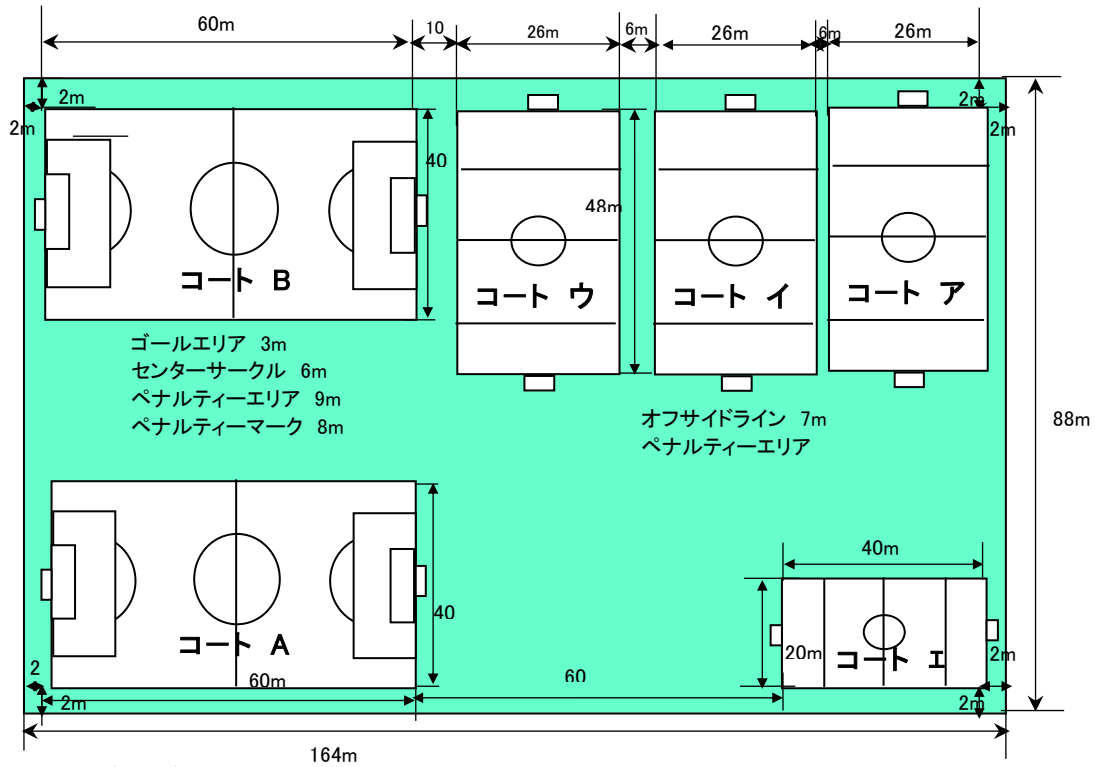 60m
10
26m
6m
26m
6m
26m
2m
2m
2m
2m
40
48m
コート B
コート ウ
コート イ
コート ア
ゴールエリア 3m
センターサークル 6m
ペナルティーエリア 9m
ペナルティーマーク 8m
オフサイドライン 7m
ペナルティーエリア
88m
40m
40
コート A
20m
コート エ
2
60m
60
2m
2m
2m
164m